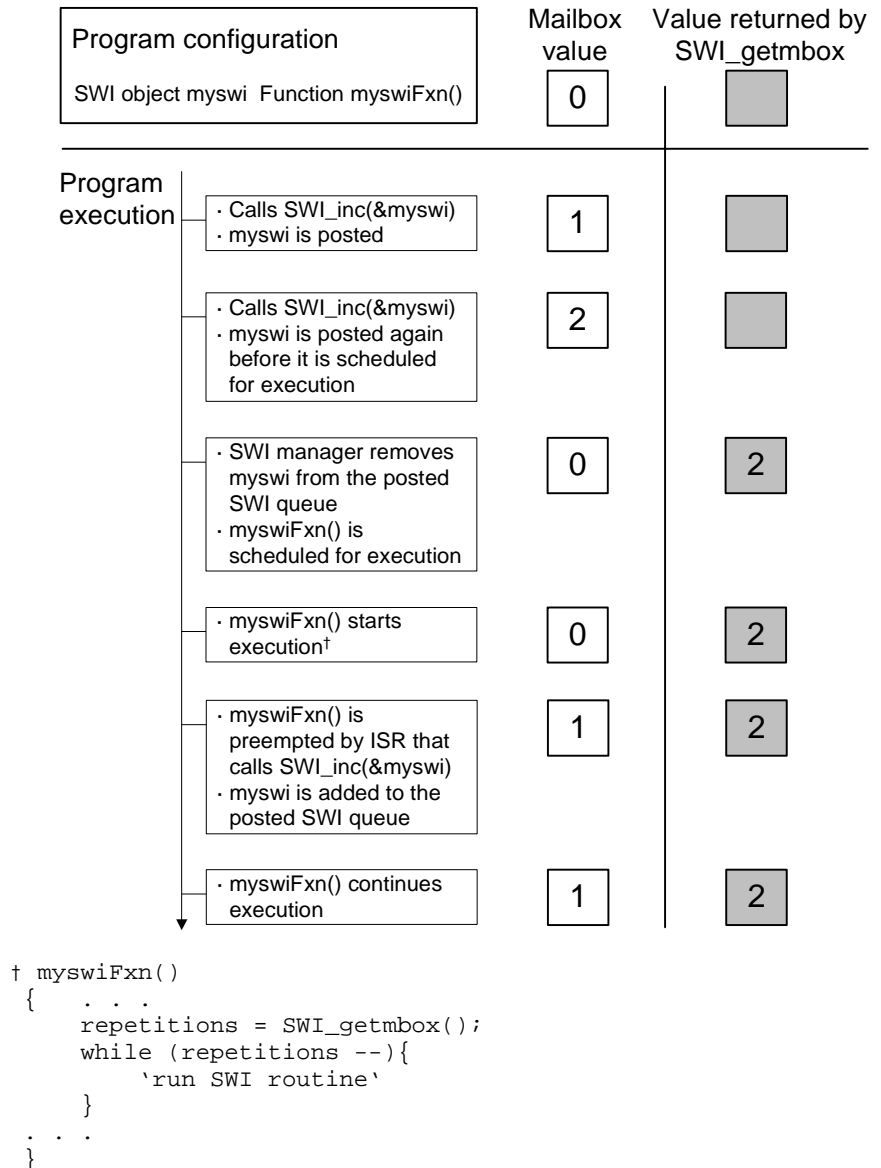 Program configuration
SWI object myswi  Function myswiFxn()
Mailbox
value
Value returned by
SWI_getmbox
0
Program
execution
· Calls SWI_inc(&myswi)
· myswi is posted
1
· Calls SWI_inc(&myswi)
· myswi is posted again
before it is scheduled
for execution
2
· SWI manager removes
myswi from the posted
SWI queue
· myswiFxn() is
scheduled for execution
0
2
· myswiFxn() starts
execution†
0
2
· myswiFxn() is
preempted by ISR that
calls SWI_inc(&myswi)
· myswi is added to the
posted SWI queue
1
2
· myswiFxn() continues
execution
1
2
† myswiFxn()
{ . . .
repetitions = SWI_getmbox();
while (repetitions --){
‘run SWI routine‘
}
. . .
}